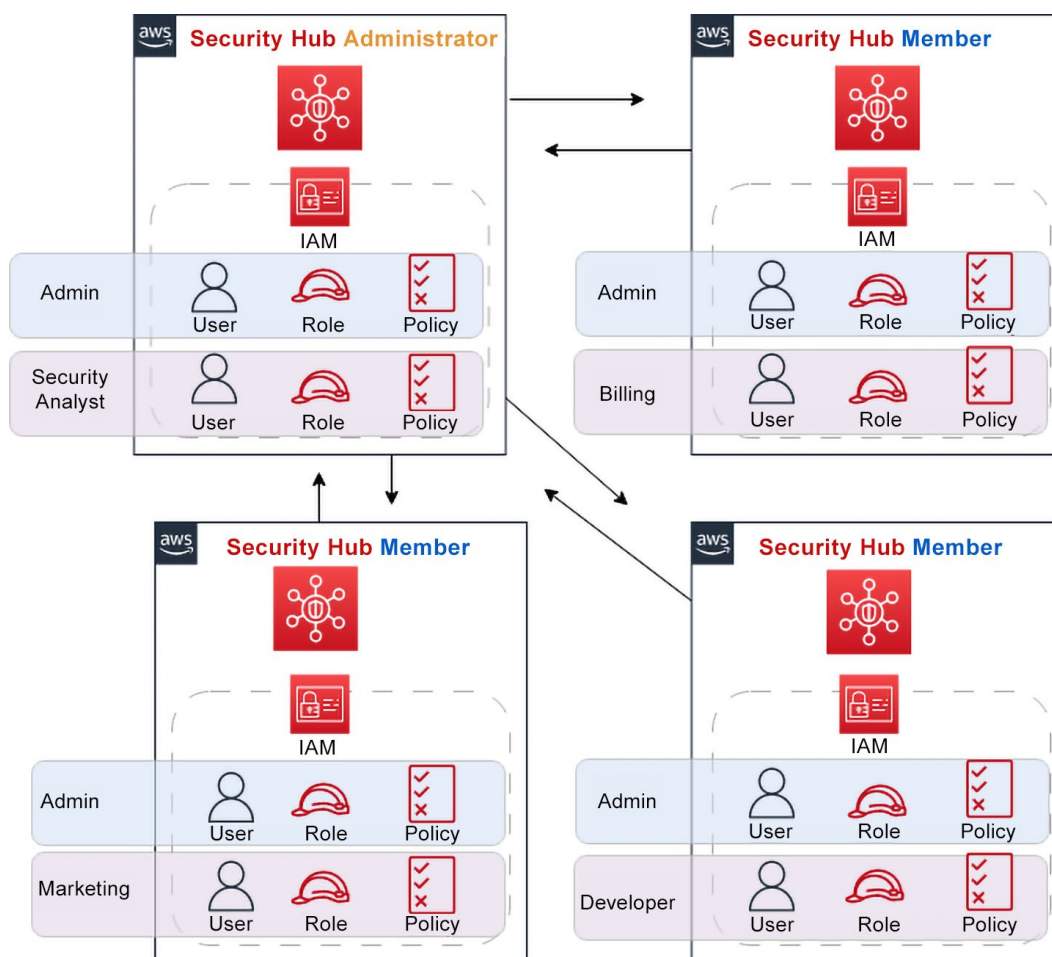 aws
Security Hub Administrator
IAM
Admin
User Role Policy
Security
Analyst
User Role Policy
aws
Security Hub Member
IAM
Admin
User Role Policy
Billing
User Role Policy
aws
Security Hub Member
IAM
Admin
User Role Policy
Marketing
User Role Policy
aws
Security Hub Member
IAM
Admin
User Role Policy
Developer
User Role Policy